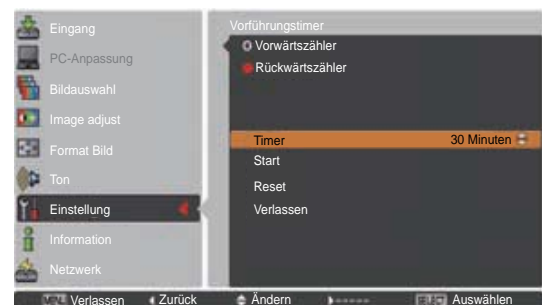 Eingang
PC-Anpassung
Bildauswahl
Image adjust
Format Bild
Ton
Einstellung
Information
Netzwerk
Vorführungstimer
Vorwärtszähler
Rückwärtszähler
Timer 30 Minuten
Start
Reset
Verlassen
MENU Verlassen Zurück Ändern ----- Auswählen